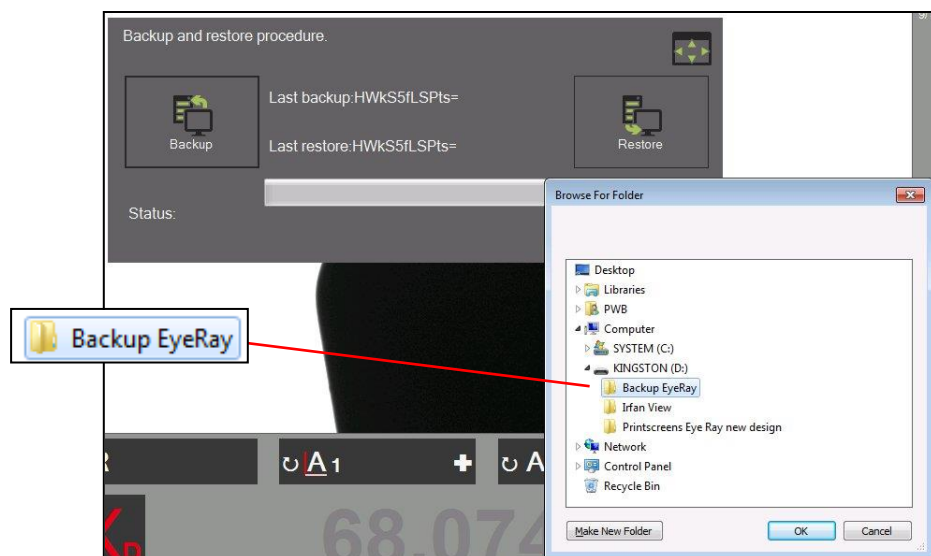 Backup and restore procedure.
Last backup:HWkS5fLSPts=
Backup
Last restore:HWkS5fLSPts=
Restore
Status:
Browse For Folder
Desktop
Libraries
PWB
Computer
SYSTEM (C:)
KINGSTON (D:)
Backup EyeRay
Irfan View
Printscreens Eye Ray new design
Network
Control Panel
Recycle Bin
Make New Folder
OK
Cancel
Backup EyeRay
A 1
A
68.074